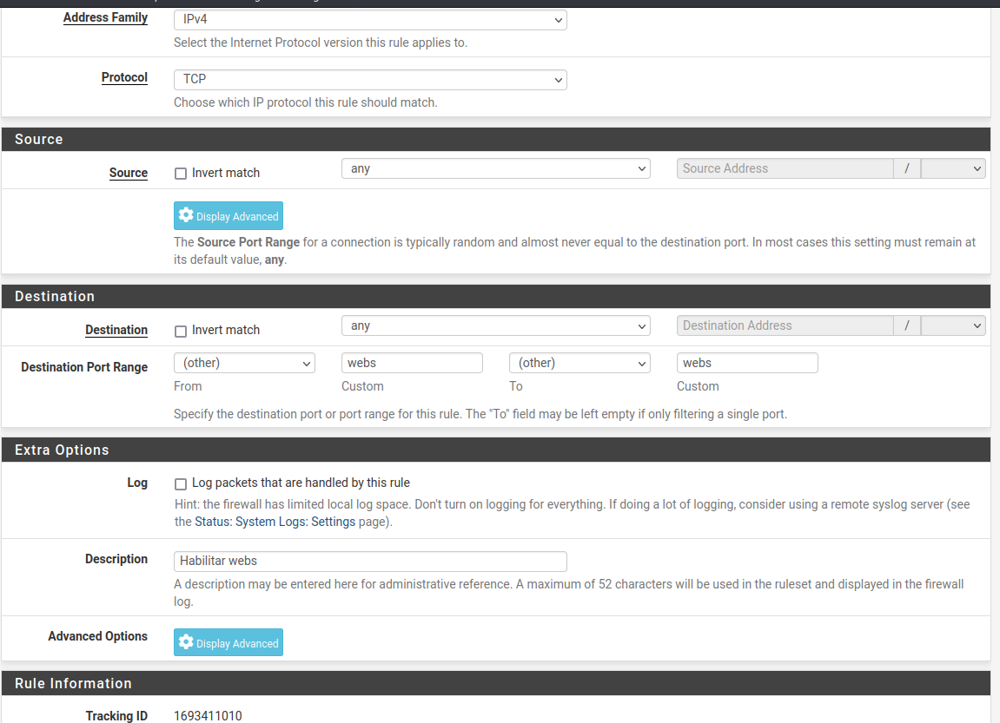 Address Family IPv4
Select the Internet Protocol version this rule applies to.
Protocol TCP
Choose which IP protocol this rule should match.
Source
Source Invert match any Source Address /
Display Advanced
The Source Port Range for a connection is typically random and almost never equal to the destination port. In most cases this setting must remain at
its default value, any.
Destination
Destination Invert match any Destination Address /
Destination Port Range (other) webs (other) webs
From Custom To Custom
Specify the destination port or port range for this rule. The "To" field may be left empty if only filtering a single port.
Extra Options
Log Log packets that are handled by this rule
Hint: the firewall has limited local log space. Don't turn on logging for everything. If doing a lot of logging, consider using a remote syslog server (see
the Status: System Logs: Settings page).
Description Habilitar webs
A description may be entered here for administrative reference. A maximum of 52 characters will be used in the ruleset and displayed in the firewall
log.
Advanced Options Display Advanced
Rule Information
Tracking ID 1693411010